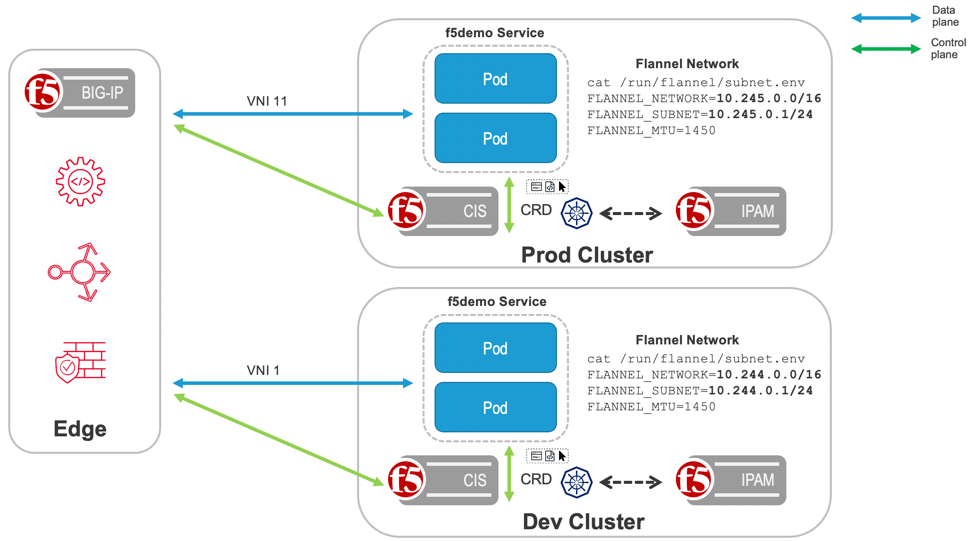 Data
plane
Control
plane
f5 BIG-IP
</>
Edge
VNI 11
VNI 1
f5demo Service
Pod
Pod
Flannel Network
cat /run/flannel/subnet.env
FLANNEL_NETWORK=10.245.0.0/16
FLANNEL_SUBNET=10.245.0.1/24
FLANNEL_MTU=1450
f5 CIS
CRD
f5 IPAM
Prod Cluster
f5demo Service
Pod
Pod
Flannel Network
cat /run/flannel/subnet.env
FLANNEL_NETWORK=10.244.0.0/16
FLANNEL_SUBNET=10.244.0.1/24
FLANNEL_MTU=1450
f5 CIS
CRD
f5 IPAM
Dev Cluster